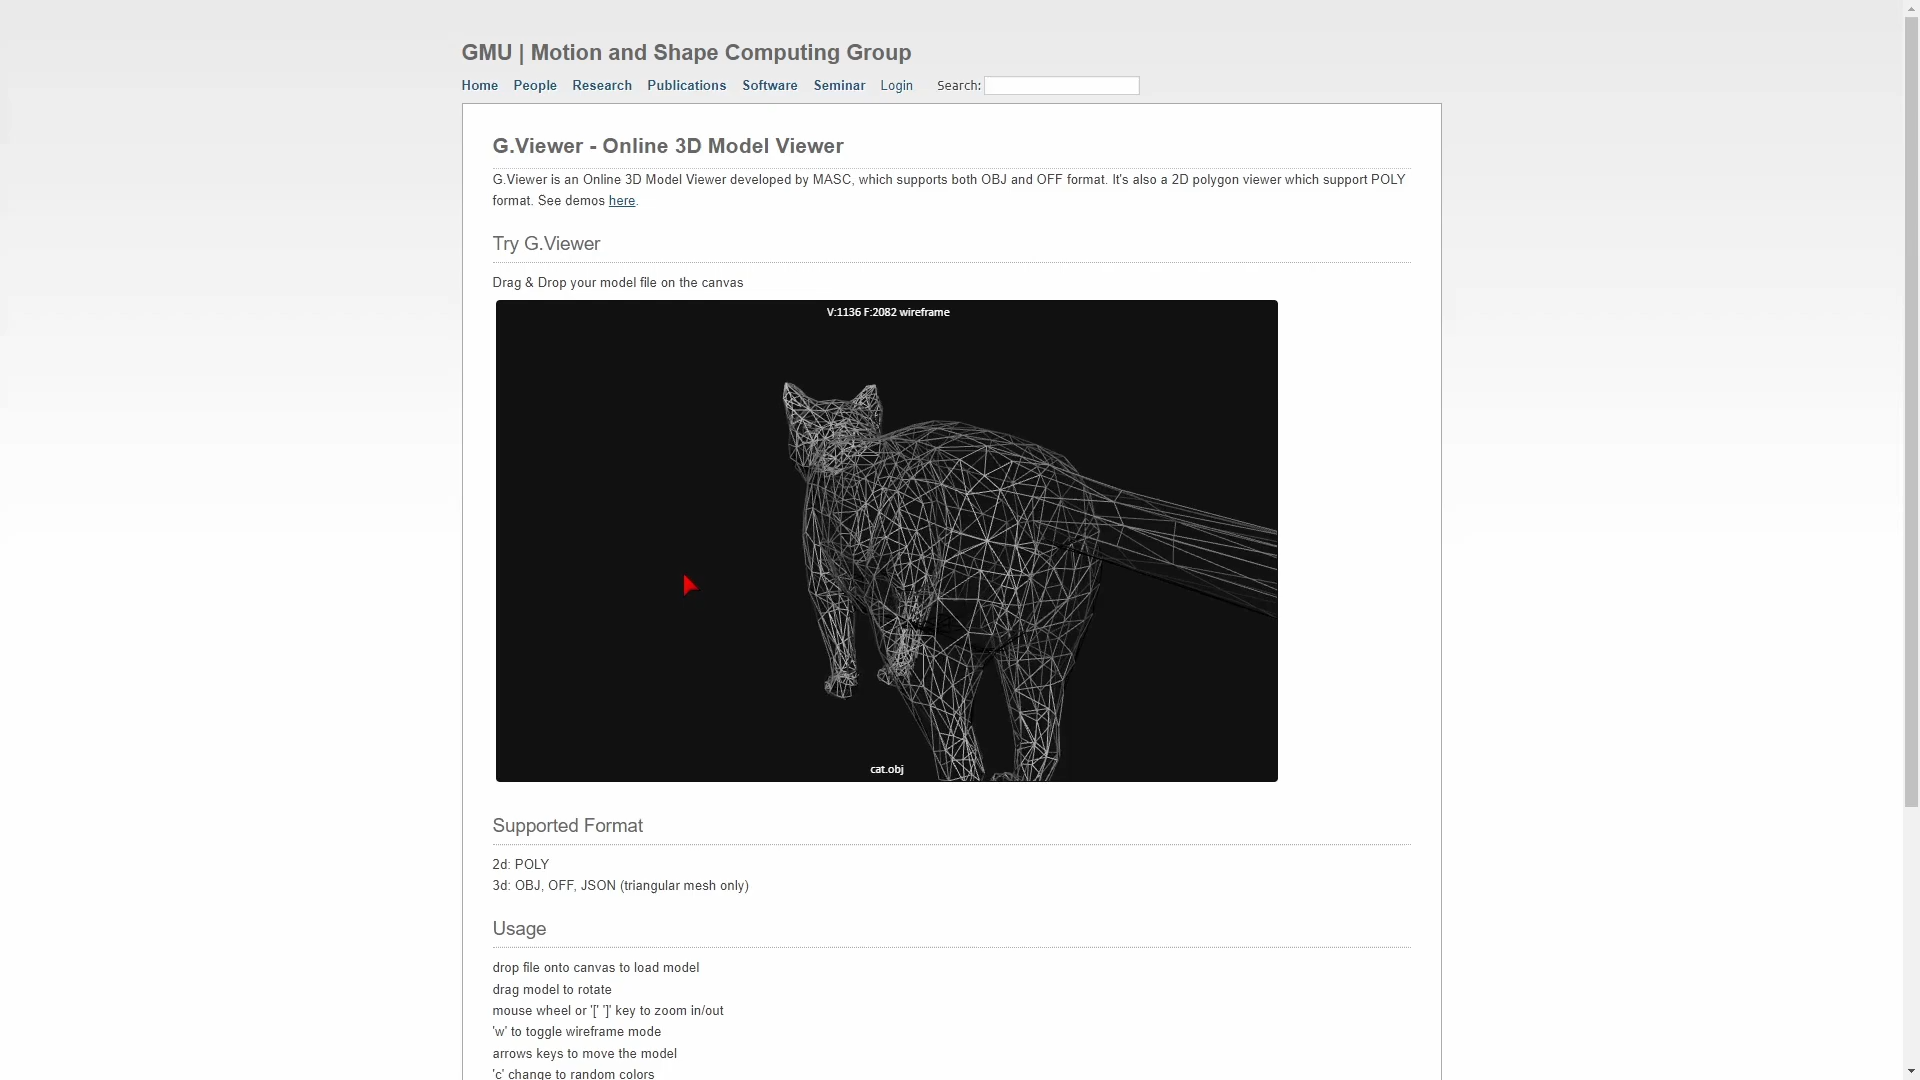 GMU | Motion and Shape Computing Group
Home People Research Publications Software Seminar Login Search:
G.Viewer - Online 3D Model Viewer
G.Viewer is an Online 3D Model Viewer developed by MASC, which supports both OBJ and OFF format. It's also a 2D polygon viewer which support POLY
format. See demos here.
Try G.Viewer
Drag & Drop your model file on the canvas
V:1136 F:2082 wireframe
cat.obj
Supported Format
2d: POLY
3d: OBJ, OFF, JSON (triangular mesh only)
Usage
drop file onto canvas to load model
drag model to rotate
mouse wheel or '[' ']' key to zoom in/out
'w' to toggle wireframe mode
arrows keys to move the model
'c' change to random colors